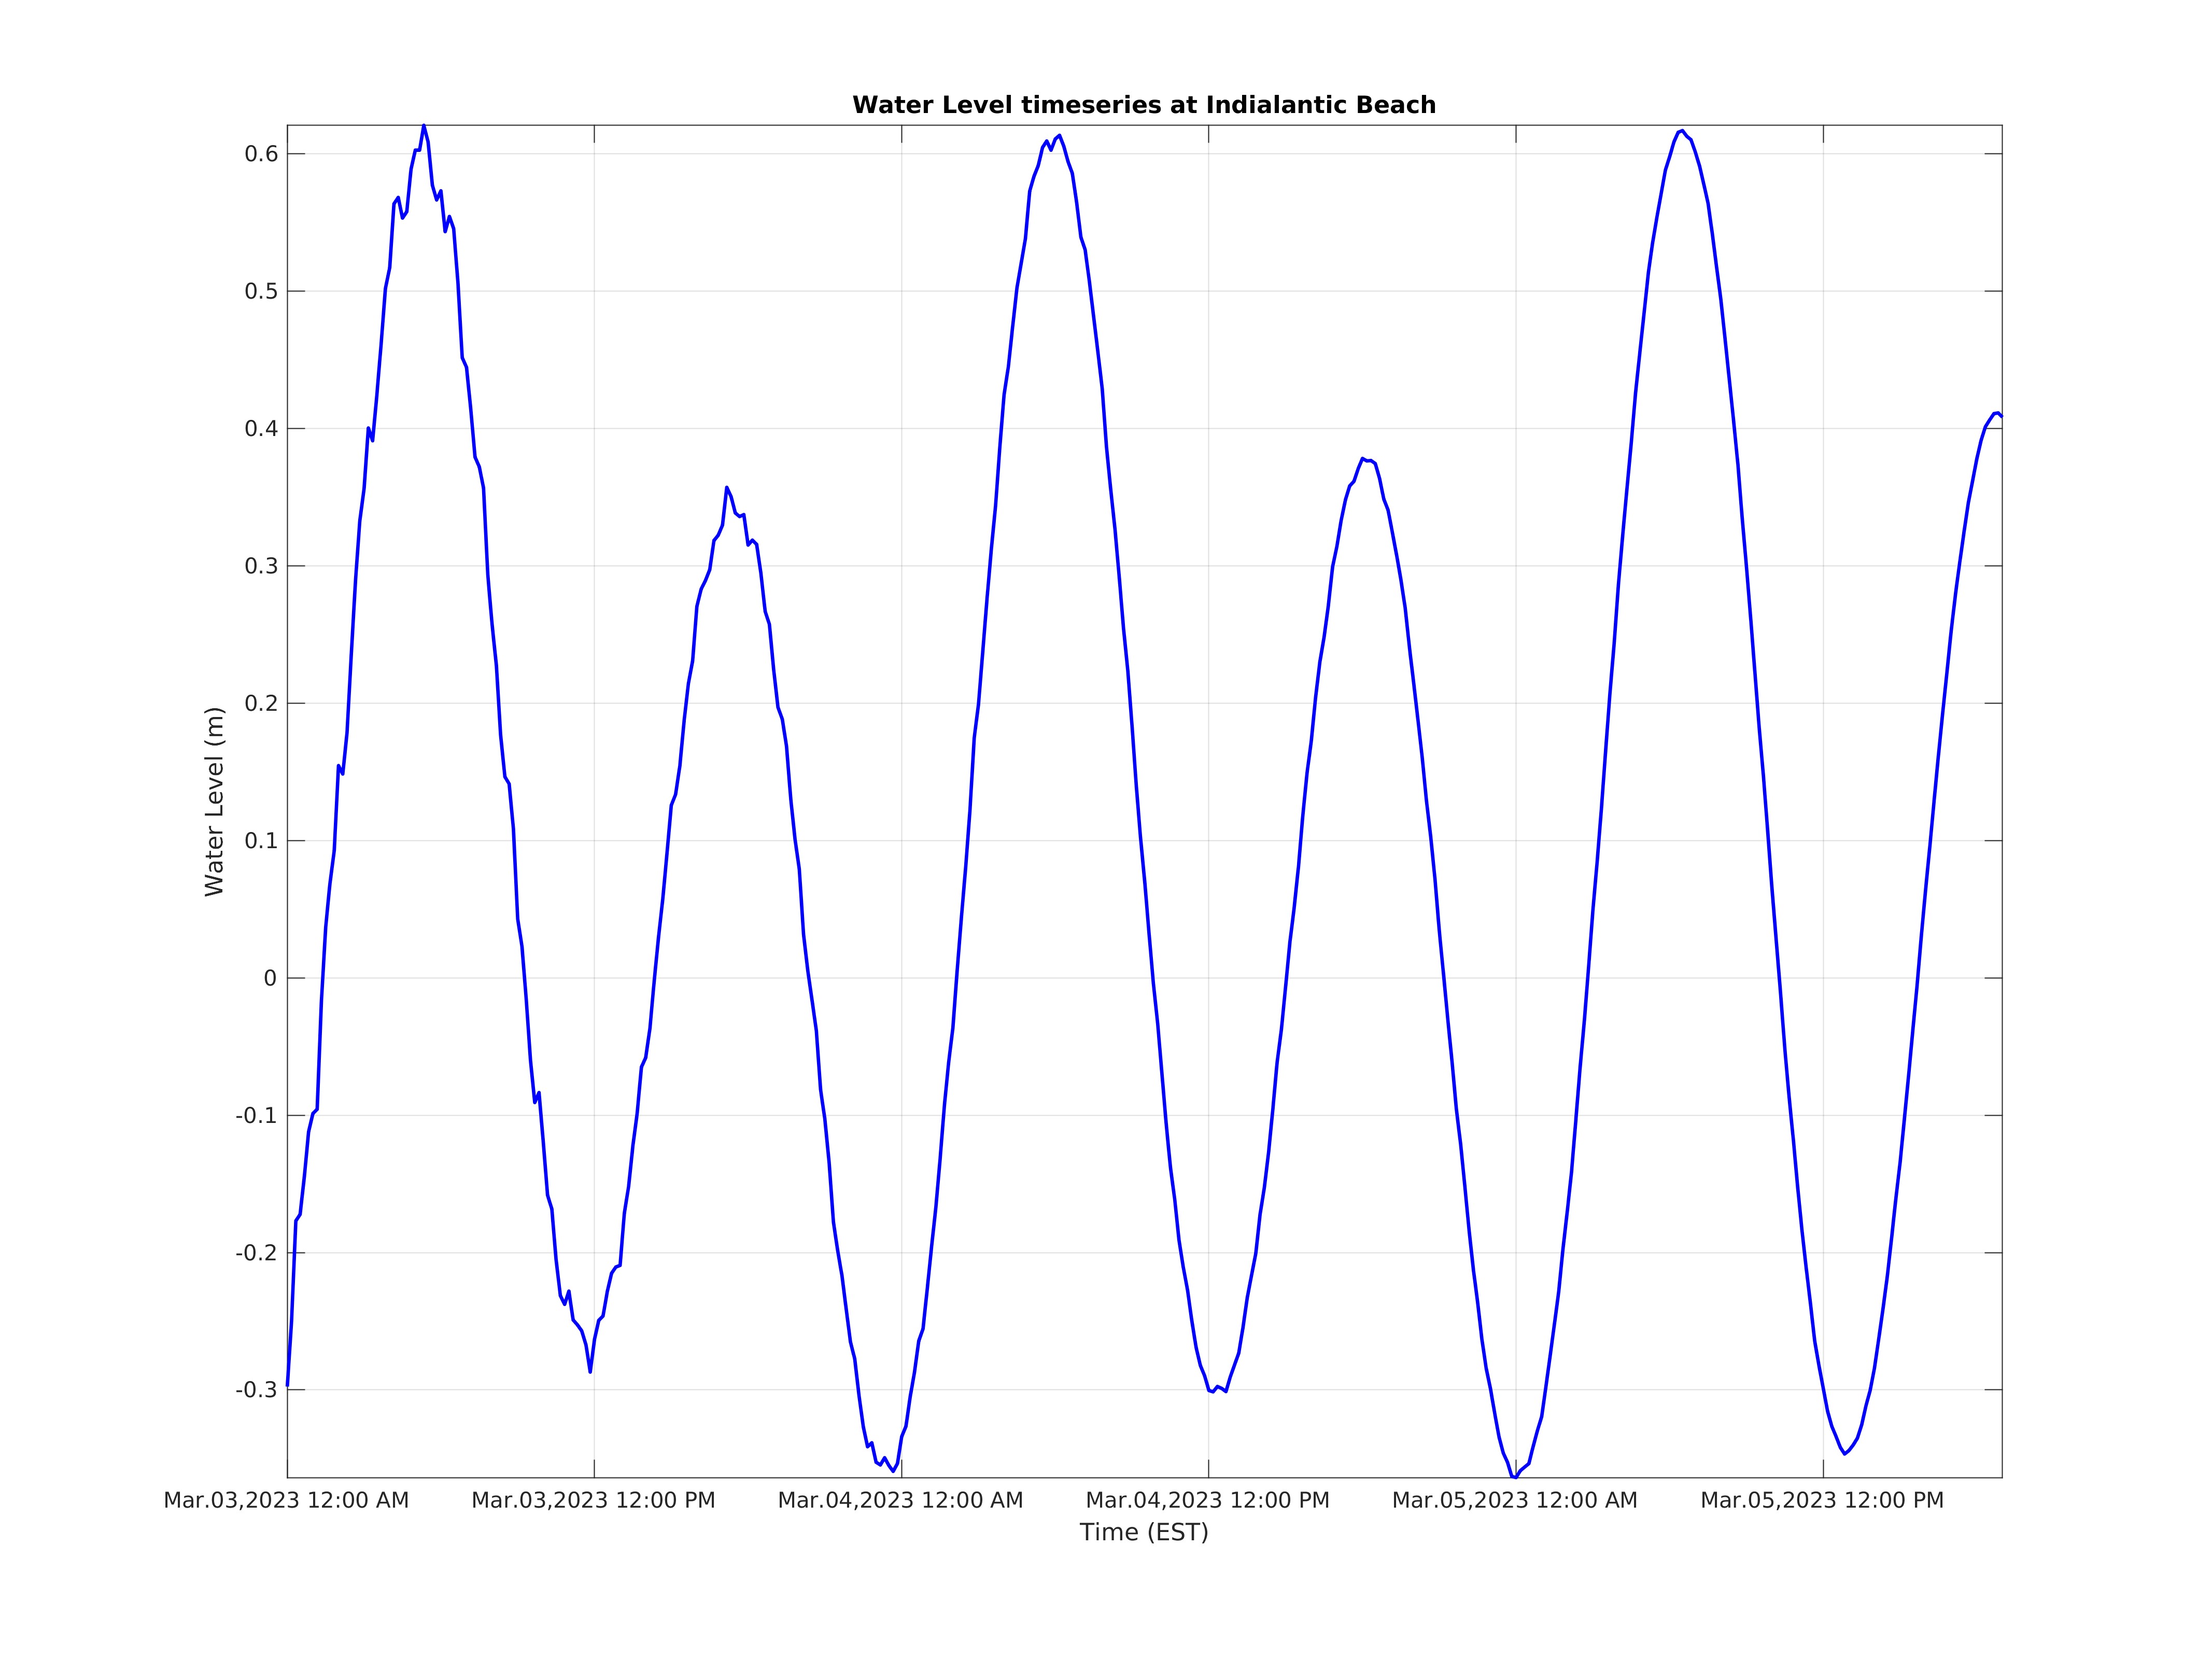 Water Level timeseries at Indialantic Beach
0.6
0.5
0.4
0.3
0.2
0.1
0
-0.1
-0.2
-0.3
Water Level (m)
Mar.03,2023 12:00 AM Mar.03,2023 12:00 PM Mar.04,2023 12:00 AM Mar.04,2023 12:00 PM Mar.05,2023 12:00 AM Mar.05,2023 12:00 PM
Time (EST)